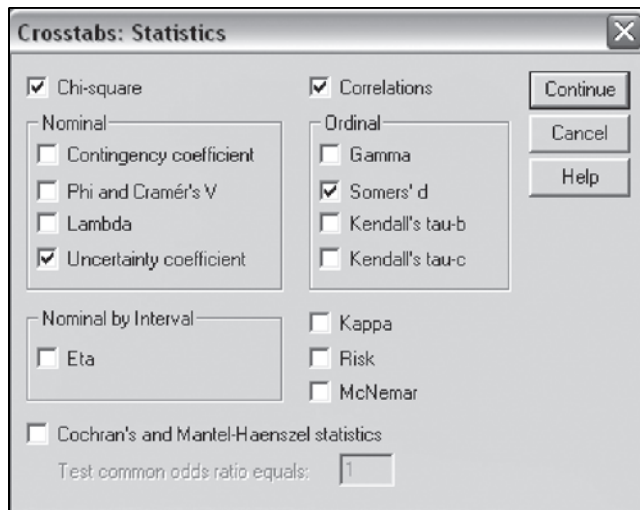 Crosstabs: Statistics
Chi-square
Correlations
Continue
Cancel
Help
Nominal
Contingency coefficient
Phi and Cramér's V
Lambda
Uncertainty coefficient
Ordinal
Gamma
Somers' d
Kendall's tau-b
Kendall's tau-c
Nominal by Interval
Eta
Kappa
Risk
McNemar
Cochran's and Mantel-Haenszel statistics
Test common odds ratio equals: 1